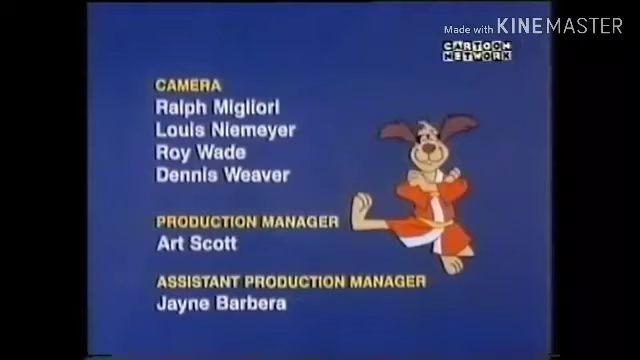 Made with KINEMASTER
CARTOON
NETWORK
CAMERA
Ralph Migliori
Louis Niemeyer
Roy Wade
Dennis Weaver
PRODUCTION MANAGER
Art Scott
ASSISTANT PRODUCTION MANAGER
Jayne Barbera